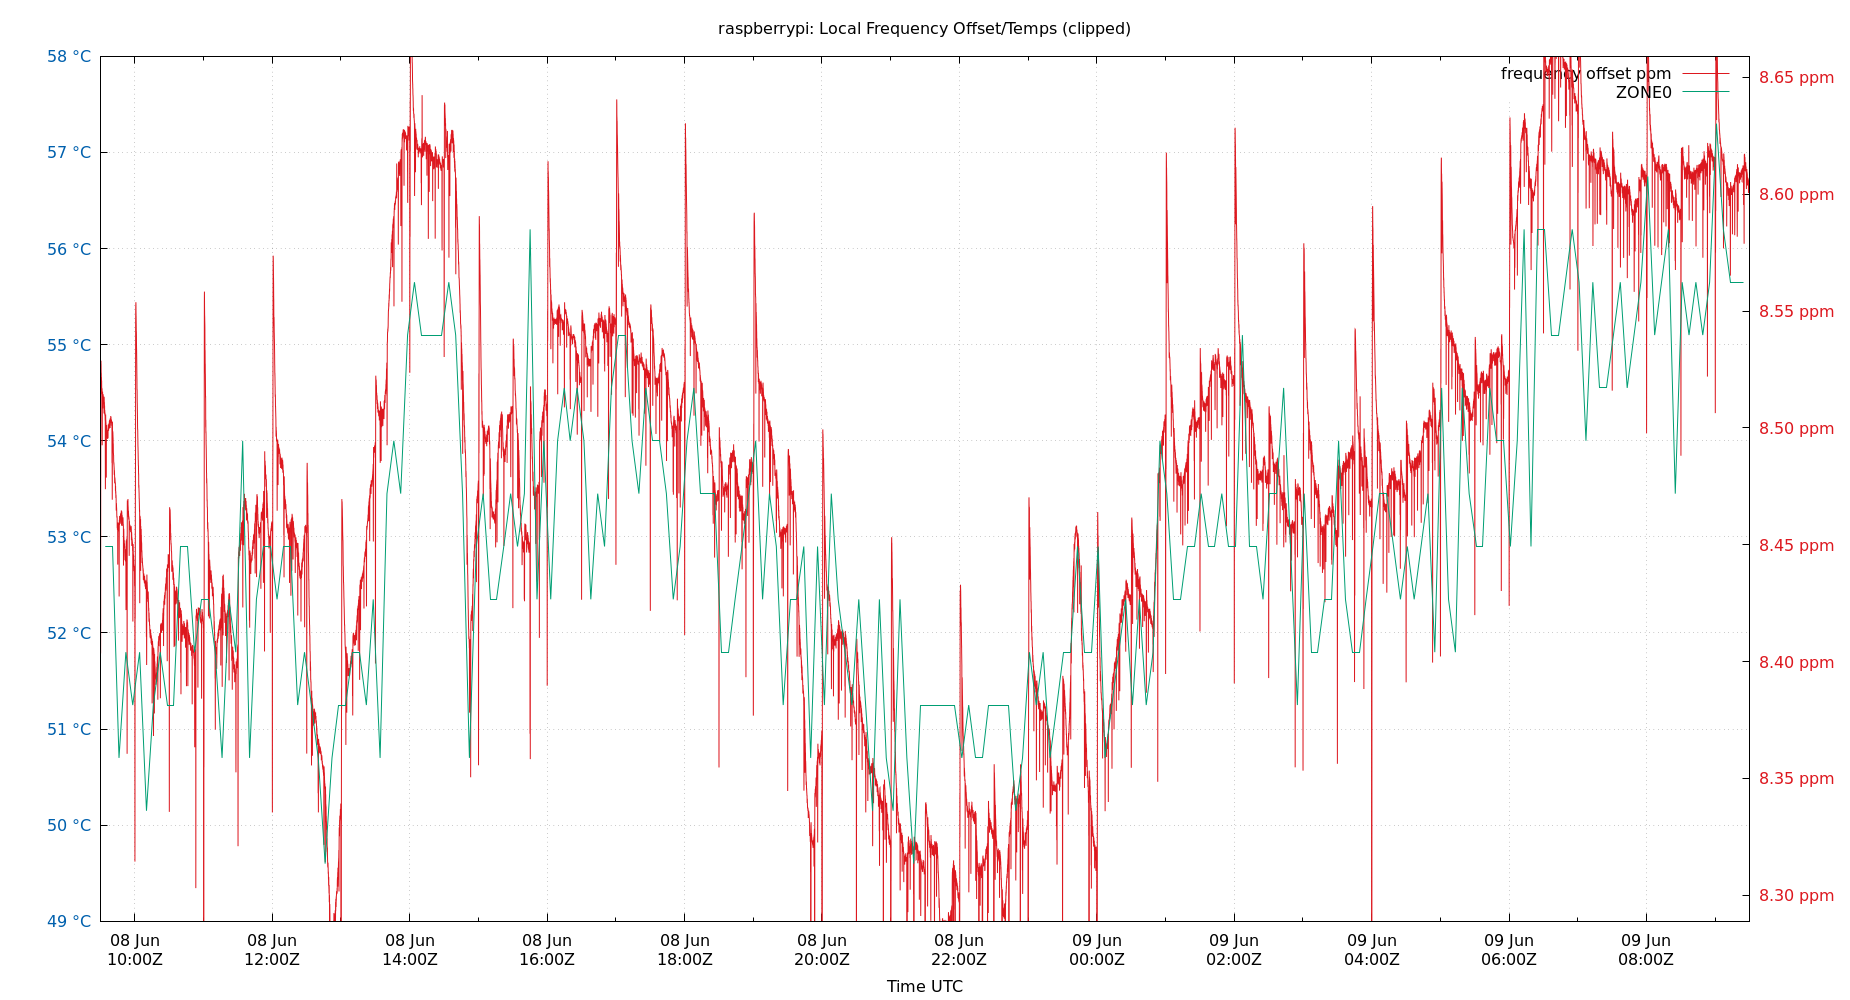 raspberrypi: Local Frequency Offset/Temps (clipped)
58 °C
57 °C
56 °C
55 °C
54 °C
53 °C
52 °C
51 °C
50 °C
49 °C
frequency offset ppm
ZONE0
8.65 ppm
8.60 ppm
8.55 ppm
8.50 ppm
8.45 ppm
8.40 ppm
8.35 ppm
8.30 ppm
08 Jun 08 Jun 08 Jun 08 Jun 08 Jun 08 Jun 08 Jun 09 Jun 09 Jun 09 Jun 09 Jun 09 Jun
10:00Z 12:00Z 14:00Z 16:00Z 18:00Z 20:00Z 22:00Z 00:00Z 02:00Z 04:00Z 06:00Z 08:00Z
Time UTC